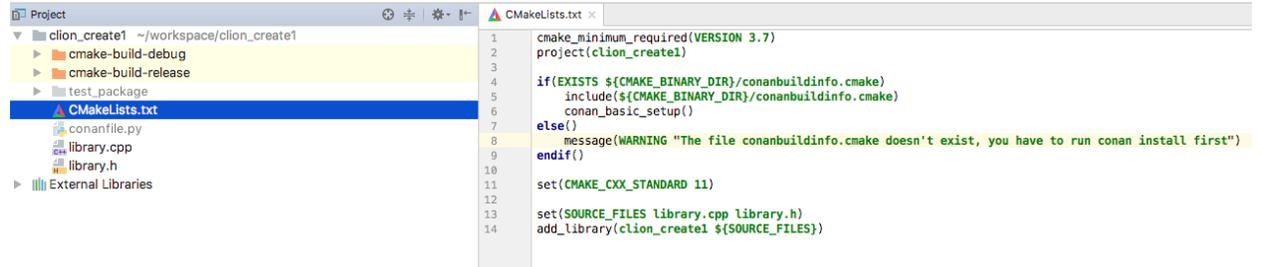 Project
clion_create1 ~/workspace/clion_create1
cmake-build-debug
cmake-build-release
test_package
CMakeLists.txt
conanfile.py
library.cpp
library.h
External Libraries
CMakeLists.txt
1 cmake_minimum_required(VERSION 3.7)
2 project(clion_create1)
3
4 if(EXISTS ${CMAKE_BINARY_DIR}/conanbuildinfo.cmake)
5     include(${CMAKE_BINARY_DIR}/conanbuildinfo.cmake)
6     conan_basic_setup()
7 else()
8     message(WARNING "The file conanbuildinfo.cmake doesn't exist, you have to run conan install first")
9 endif()
10
11 set(CMAKE_CXX_STANDARD 11)
12
13 set(SOURCE_FILES library.cpp library.h)
14 add_library(clion_create1 ${SOURCE_FILES})